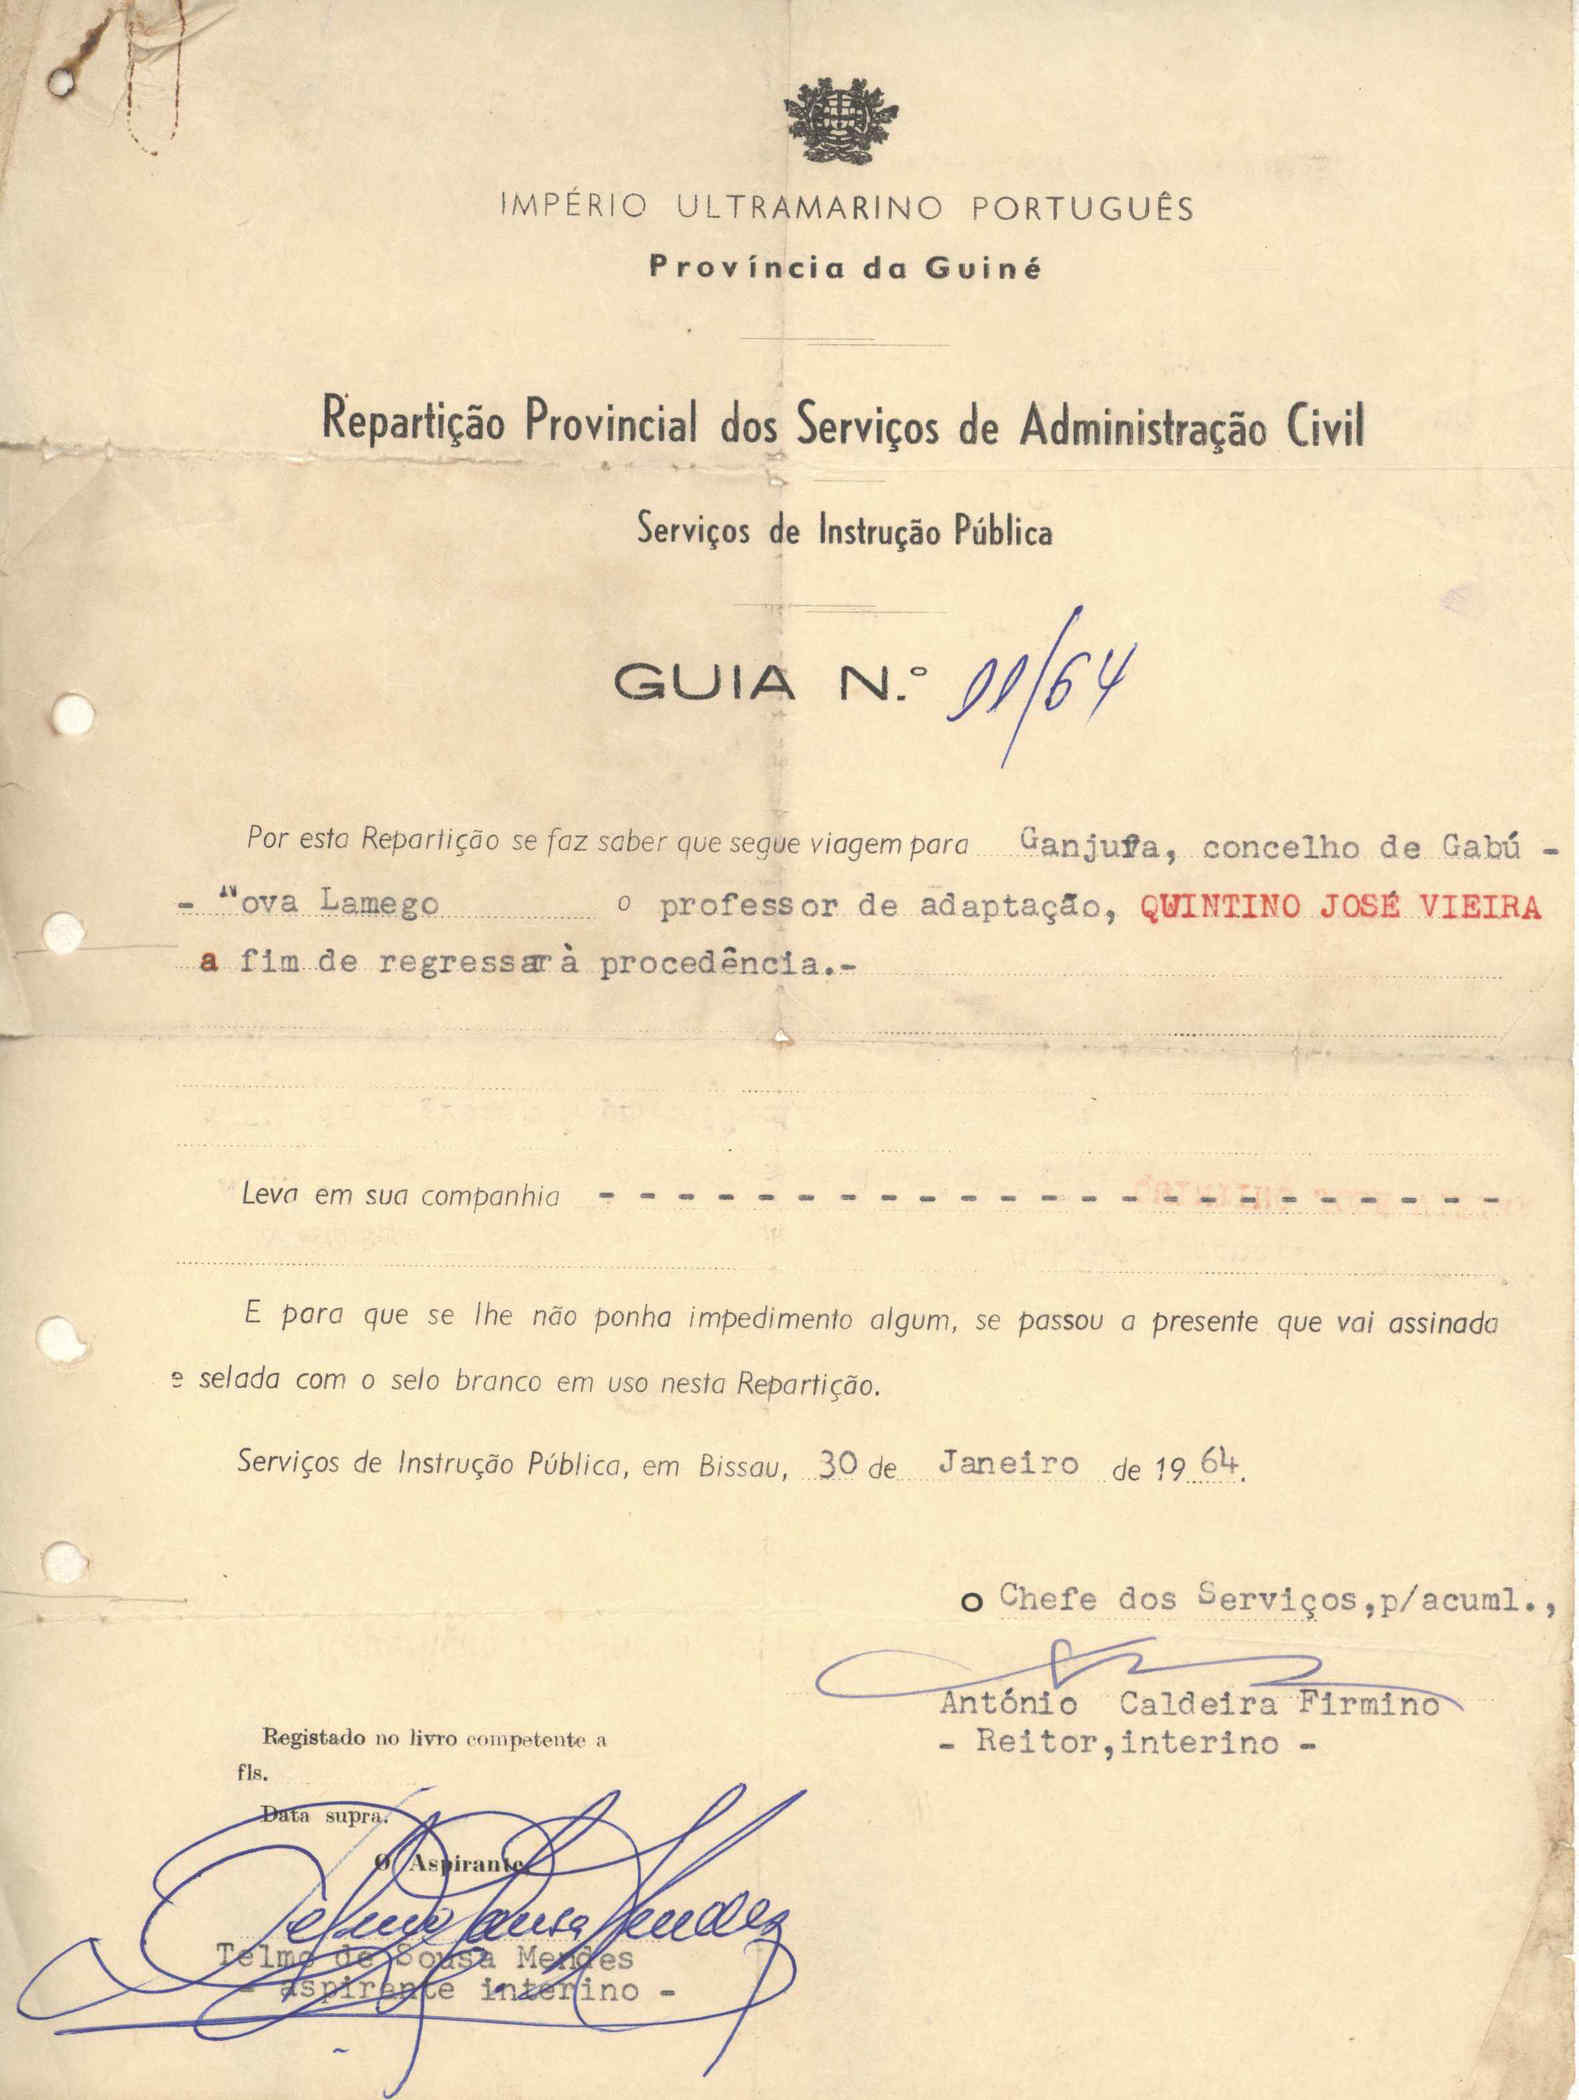 IMPÉRIO ULTRAMARINO PORTUGUÊS
Província da Guiné
Repartição Provincial dos Serviços de Administração Civil
Serviços de Instrução Pública
GUIA N.º 11/64
Por esta Repartição se faz saber que segue viagem para Ganjufa, concelho de Gabú -
- Nova Lamego o professor de adaptação, QUINTINO JOSÉ VIEIRA
a fim de regressar à procedência.-
Leva em sua companhia - - - - - - - - - - - - - - - - - - - - - - -
E para que se lhe não ponha impedimento algum, se passou a presente que vai assinada
e selada com o selo branco em uso nesta Repartição.
Serviços de Instrução Pública, em Bissau, 30 de Janeiro de 1964.
O Chefe dos Serviços,p/acuml.,
António Caldeira Firmino
- Reitor,interino -
Registado no livro competente a
fls.
Data supra.
O Aspirante,
Telmo Sousa Mendes
Telmo de Sousa Mendes
- aspirante interino -